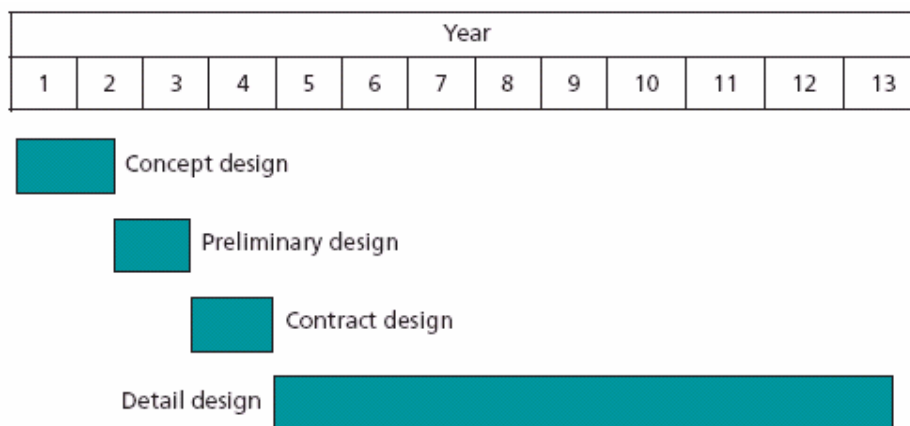 Year
1 2 3 4 5 6 7 8 9 10 11 12 13
Concept design
Preliminary design
Contract design
Detail design